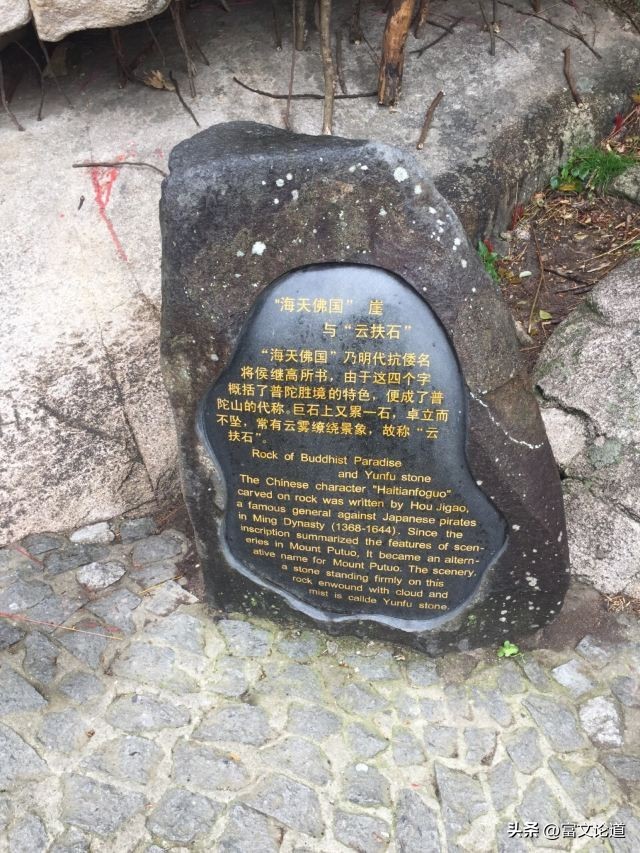 "海天佛国" 崖
与"云扶石"
"海天佛国"乃明代抗倭名
将侯继高所书，由于这四个字
概括了普陀胜境的特色，便成了普
陀山的代称。巨石上又累一石，卓立而
不坠，常有云雾缭绕景象，故称"云
扶石"。
Rock of Buddhist Paradise
and Yunfu stone
The Chinese character "Haitianfoguo"
carved on rock was written by Hou Jigao,
a famous general against Japanese pirates
in Ming Dynasty (1368-1644). Since the
inscription summarized the features of scen-
eries in Mount Putuo, It became an altern-
ative name for Mount Putuo. The scenery,
a stone standing firmly on this
rock enwound with cloud and
mist is callde Yunfu stone.
头条 @富文论道